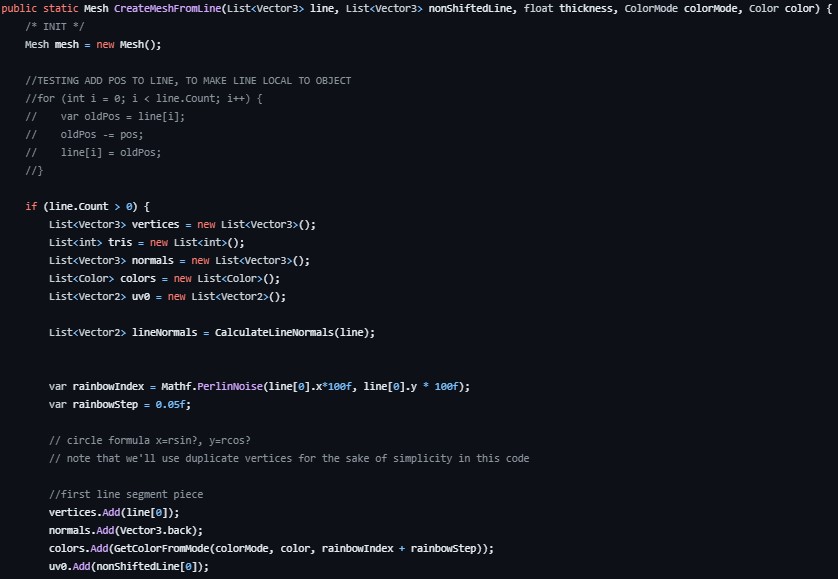 public static Mesh CreateMeshFromLine(List<Vector3> line, List<Vector3> nonShiftedLine, float thickness, ColorMode colorMode, Color color) {
/* INIT */
Mesh mesh = new Mesh();
//TESTING ADD POS TO LINE, TO MAKE LINE LOCAL TO OBJECT
//for (int i = 0; i < line.Count; i++) {
//    var oldPos = line[i];
//    oldPos -= pos;
//    line[i] = oldPos;
//}
if (line.Count > 0) {
List<Vector3> vertices = new List<Vector3>();
List<int> tris = new List<int>();
List<Vector3> normals = new List<Vector3>();
List<Color> colors = new List<Color>();
List<Vector2> uv0 = new List<Vector2>();
List<Vector2> lineNormals = CalculateLineNormals(line);
var rainbowIndex = Mathf.PerlinNoise(line[0].x*100f, line[0].y * 100f);
var rainbowStep = 0.05f;
// circle formula x=rsin?, y=rcos?
// note that we'll use duplicate vertices for the sake of simplicity in this code
//first line segment piece
vertices.Add(line[0]);
normals.Add(Vector3.back);
colors.Add(GetColorFromMode(colorMode, color, rainbowIndex + rainbowStep));
uv0.Add(nonShiftedLine[0]);